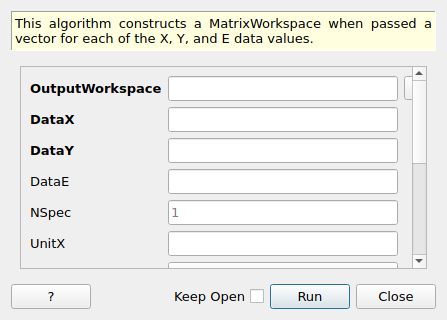 This algorithm constructs a MatrixWorkspace when passed a
vector for each of the X, Y, and E data values.
OutputWorkspace
DataX
DataY
DataE
NSpec 1
UnitX
? Keep Open Run Close